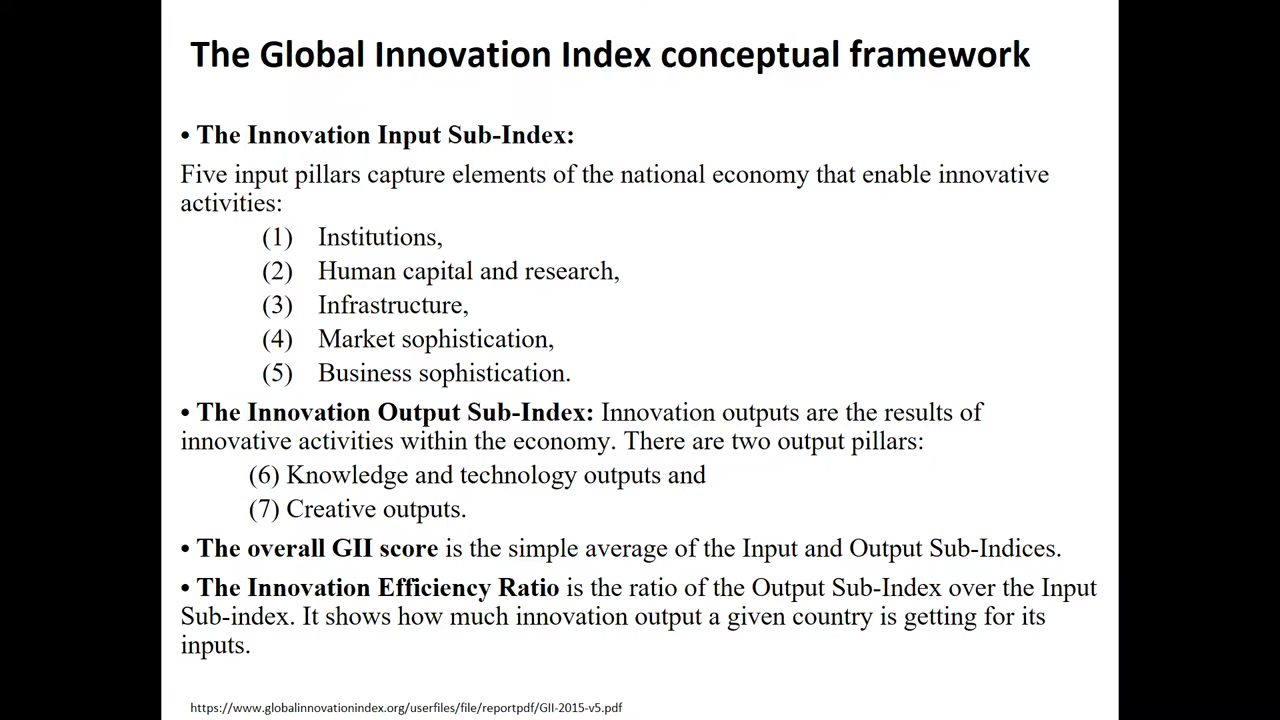 The Global Innovation Index conceptual framework
• The Innovation Input Sub-Index:
Five input pillars capture elements of the national economy that enable innovative
activities:
(1) Institutions,
(2) Human capital and research,
(3) Infrastructure,
(4) Market sophistication,
(5) Business sophistication.
• The Innovation Output Sub-Index: Innovation outputs are the results of
innovative activities within the economy. There are two output pillars:
(6) Knowledge and technology outputs and
(7) Creative outputs.
• The overall GII score is the simple average of the Input and Output Sub-Indices.
• The Innovation Efficiency Ratio is the ratio of the Output Sub-Index over the Input
Sub-index. It shows how much innovation output a given country is getting for its
inputs.
https://www.globalinnovationindex.org/userfiles/file/reportpdf/GII-2015-v5.pdf